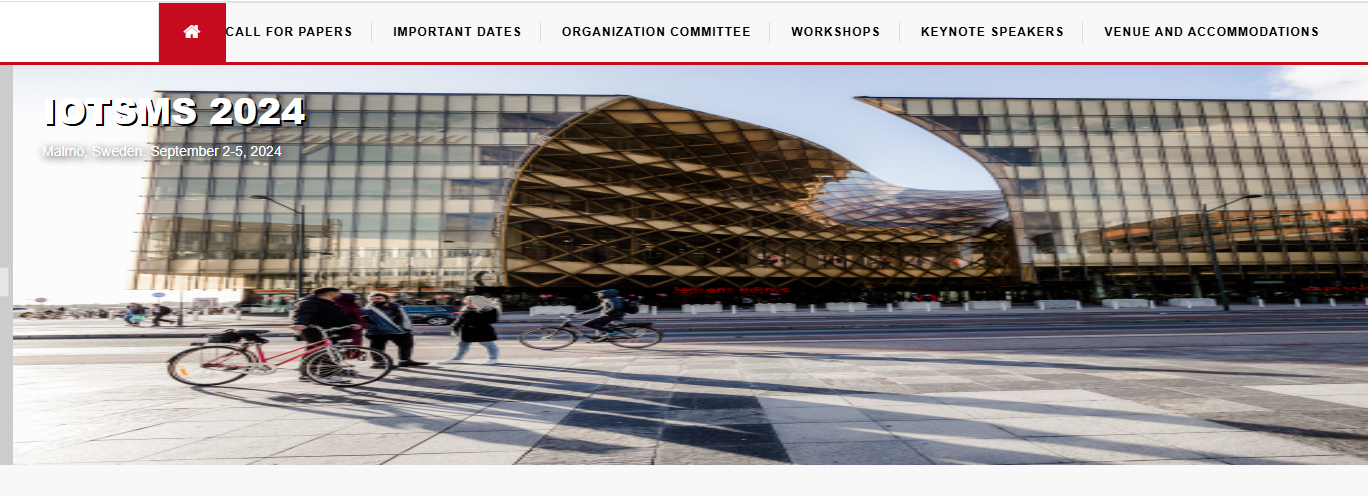 CALL FOR PAPERS
IMPORTANT DATES
ORGANIZATION COMMITTEE
WORKSHOPS
KEYNOTE SPEAKERS
VENUE AND ACCOMMODATIONS
IOTSMS 2024
Malmö, Sweden, September 2-5, 2024